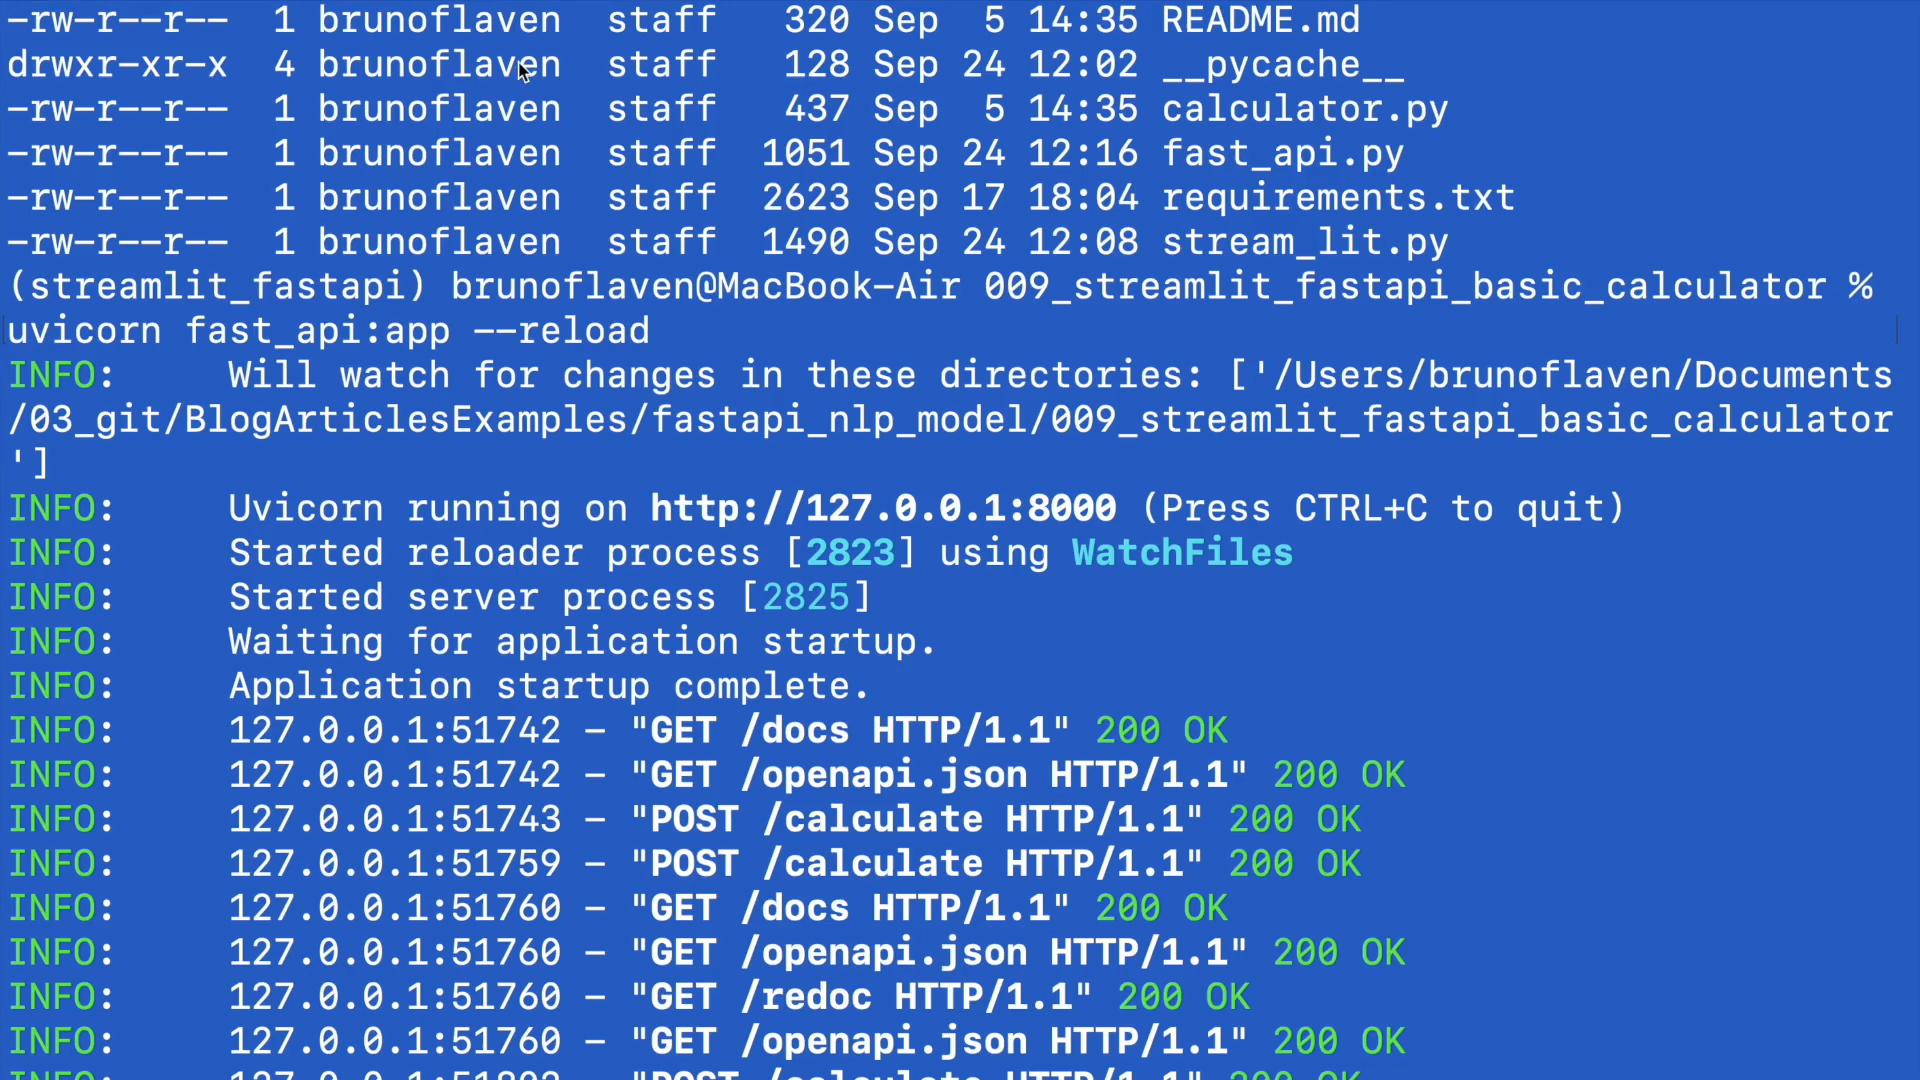 -rw-r--r--  1 brunoflaven  staff   320 Sep  5 14:35 README.md
drwxr-xr-x  4 brunoflaven  staff   128 Sep 24 12:02 __pycache__
-rw-r--r--  1 brunoflaven  staff   437 Sep  5 14:35 calculator.py
-rw-r--r--  1 brunoflaven  staff  1051 Sep 24 12:16 fast_api.py
-rw-r--r--  1 brunoflaven  staff  2623 Sep 17 18:04 requirements.txt
-rw-r--r--  1 brunoflaven  staff  1490 Sep 24 12:08 stream_lit.py
(streamlit_fastapi) brunoflaven@MacBook-Air 009_streamlit_fastapi_basic_calculator %
uvicorn fast_api:app --reload
INFO:     Will watch for changes in these directories: ['/Users/brunoflaven/Documents
/03_git/BlogArticlesExamples/fastapi_nlp_model/009_streamlit_fastapi_basic_calculator
']
INFO:     Uvicorn running on http://127.0.0.1:8000 (Press CTRL+C to quit)
INFO:     Started reloader process [2823] using WatchFiles
INFO:     Started server process [2825]
INFO:     Waiting for application startup.
INFO:     Application startup complete.
INFO:     127.0.0.1:51742 - "GET /docs HTTP/1.1" 200 OK
INFO:     127.0.0.1:51742 - "GET /openapi.json HTTP/1.1" 200 OK
INFO:     127.0.0.1:51743 - "POST /calculate HTTP/1.1" 200 OK
INFO:     127.0.0.1:51759 - "POST /calculate HTTP/1.1" 200 OK
INFO:     127.0.0.1:51760 - "GET /docs HTTP/1.1" 200 OK
INFO:     127.0.0.1:51760 - "GET /openapi.json HTTP/1.1" 200 OK
INFO:     127.0.0.1:51760 - "GET /redoc HTTP/1.1" 200 OK
INFO:     127.0.0.1:51760 - "GET /openapi.json HTTP/1.1" 200 OK
INFO: "POST /calculate HTTP/1.1" 200 OK